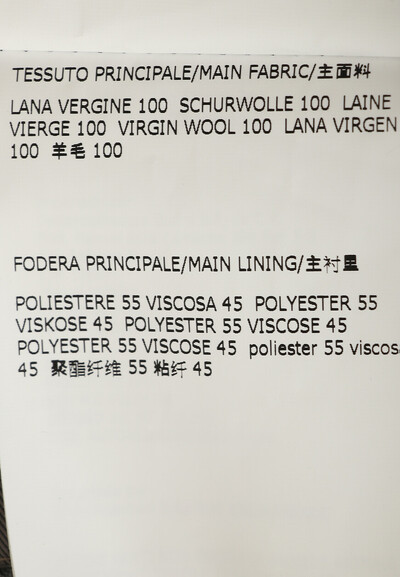 TESSUTO PRINCIPALE/MAIN FABRIC/主面料
LANA VERGINE 100 SCHURWOLLE 100 LAINE
VIERGE 100 VIRGIN WOOL 100 LANA VIRGEN
100 羊毛 100
FODERA PRINCIPALE/MAIN LINING/主衬里
POLIESTERE 55 VISCOSA 45 POLYESTER 55
VISKOSE 45 POLYESTER 55 VISCOSE 45
POLYESTER 55 VISCOSE 45 poliester 55 viscosa
45 聚酯纤维 55 粘纤 45